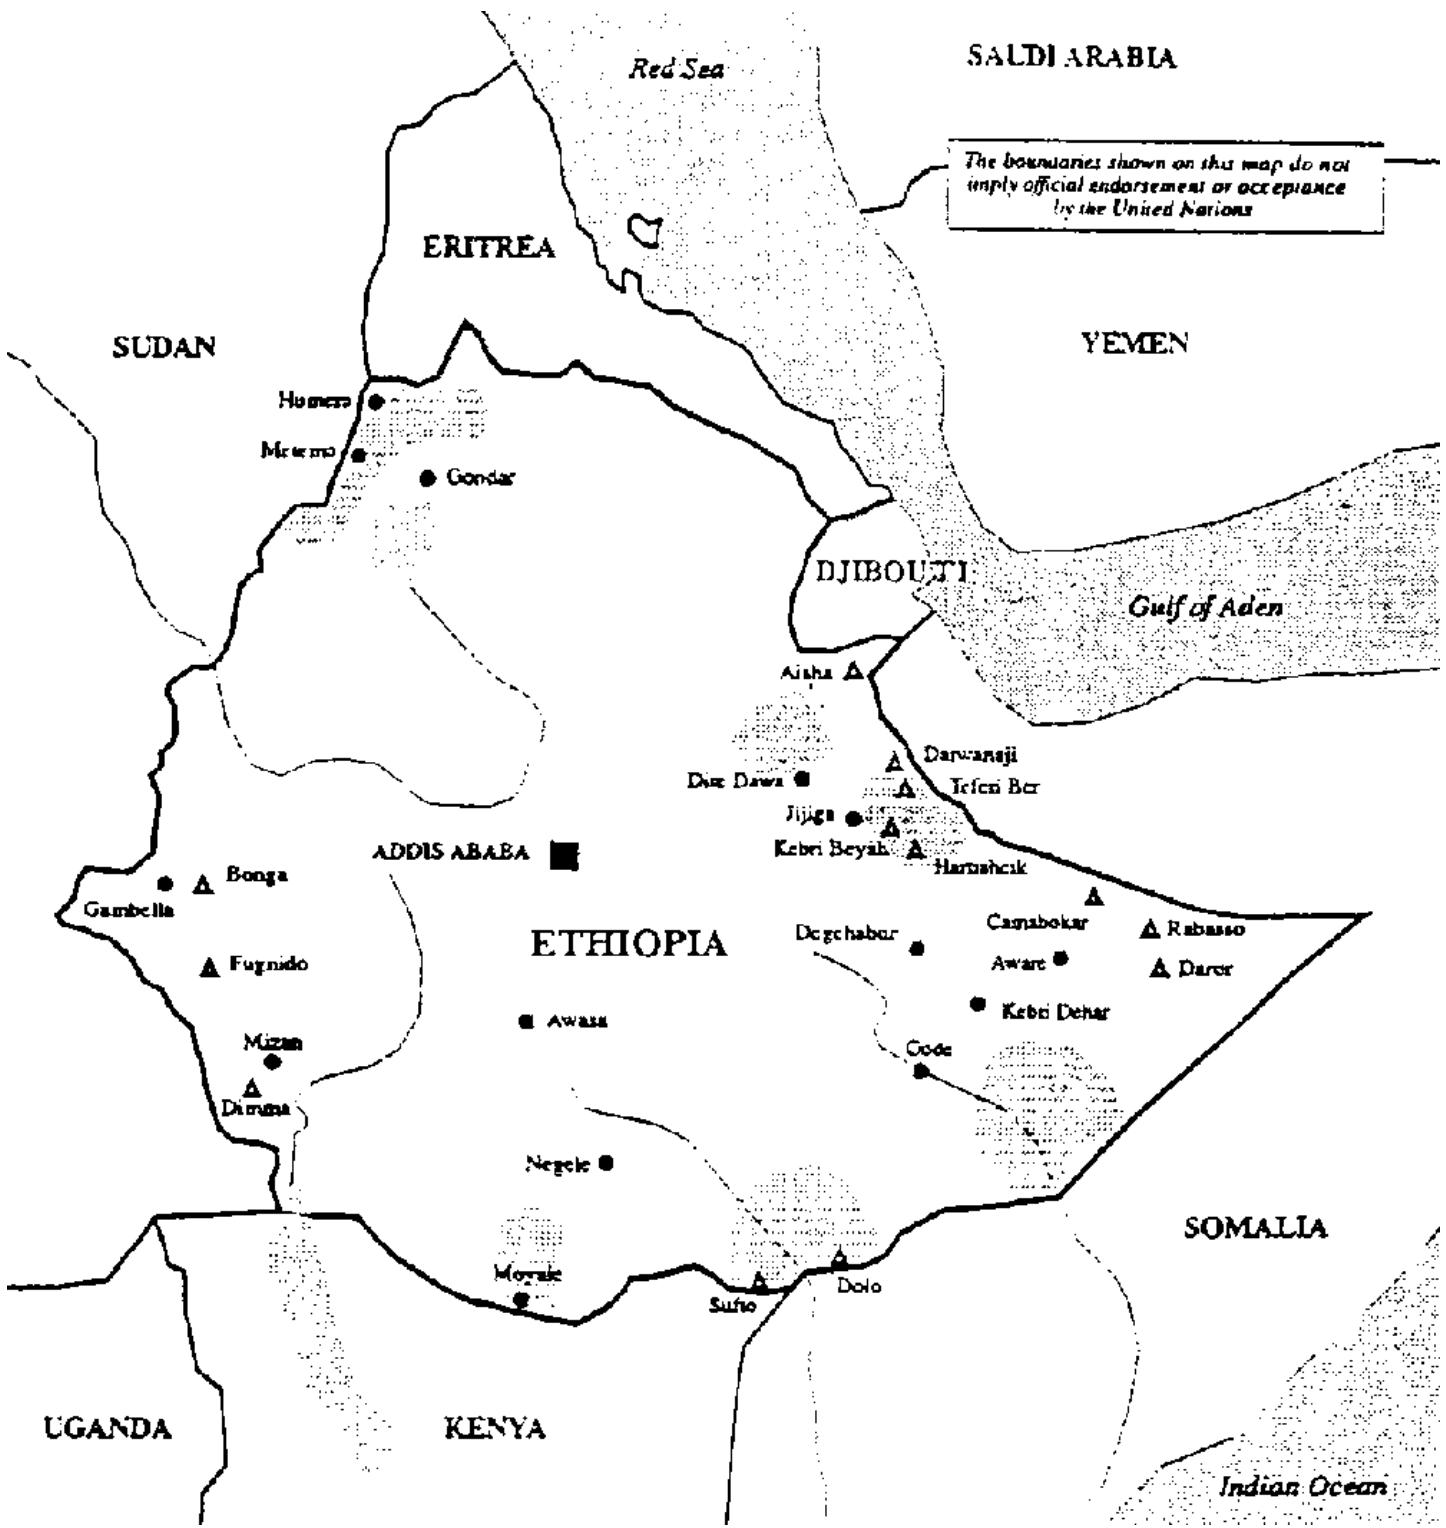 Red Sea
SAUDI ARABIA
The boundaries shown on this map do not
imply official endorsement or acceptance
by the United Nations
ERITREA
SUDAN
YEMEN
Humera
Metema
Gondar
DJIBOUTI
Gulf of Aden
Aisha
Darwanaji
Dire Dawa
Teferi Ber
Jijiga
Kebri Beyah
Hartisheik
ADDIS ABABA
Bonga
Gambella
Camabokar
Rabasso
ETHIOPIA
Degehabur
Aware
Daror
Fugnido
Kebri Dehar
Awasa
Mizan
Gode
Dimma
Negele
SOMALIA
Moyale
Sufto
Dolo
UGANDA
KENYA
Indian Ocean